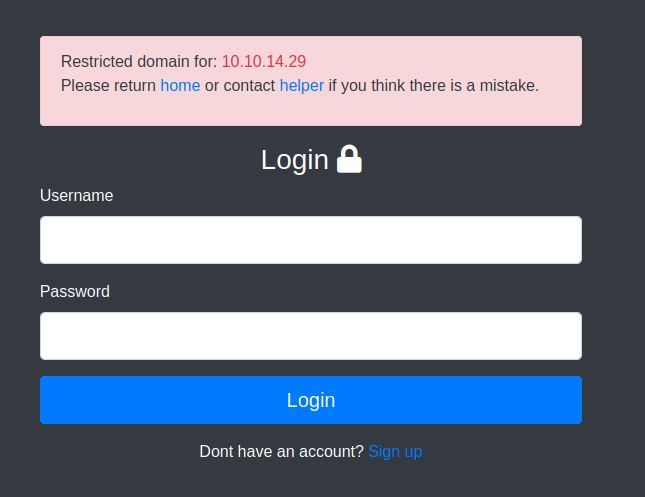 Restricted domain for: 10.10.14.29
Please return home or contact helper if you think there is a mistake.
Login
Username
Password
Login
Dont have an account? Sign up